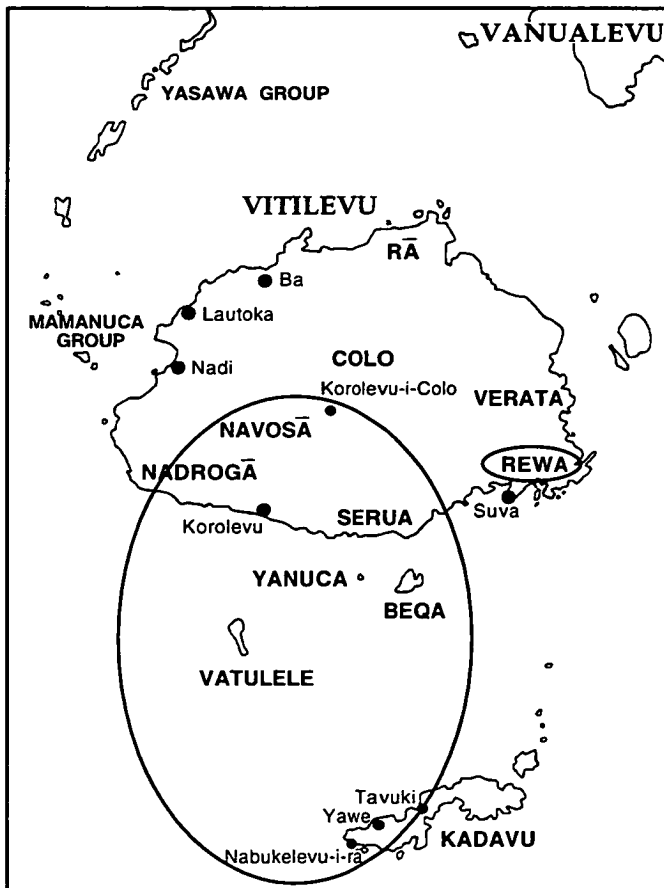 VANUALEVU
YASAWA GROUP
VITILEVU
RĀ
Ba
Lautoka
MAMANUCA
GROUP
Nadi
COLO
Korolevu-i-Colo
VERATA
NAVOSĀ
NADROGĀ
REWA
Korolevu
SERUA
Suva
YANUCA
BEQA
VATULELE
Tavuki
Yawe
KADAVU
Nabukelevu-i-rā